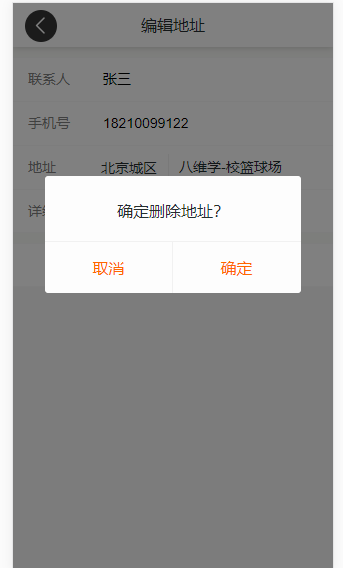 编辑地址
联系人 张三
手机号 18210099122
地址 北京城区 八维学-校篮球场
详
确定删除地址?
取消 确定